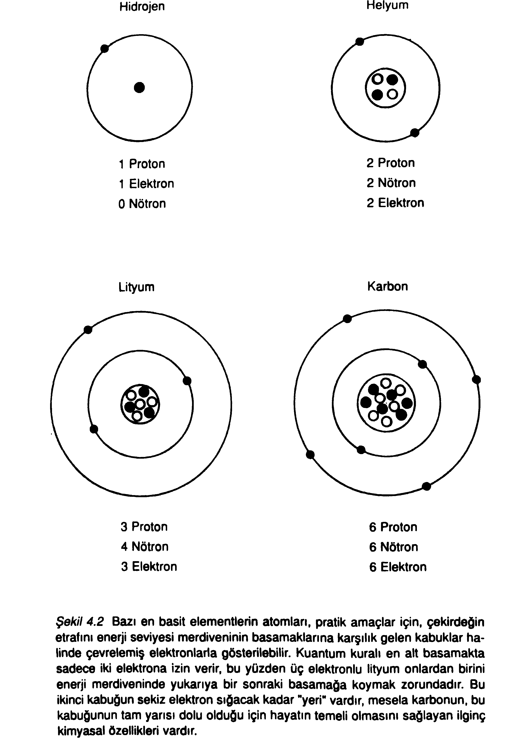 Hidrojen
Helyum
1 Proton
1 Elektron
0 Nötron
2 Proton
2 Nötron
2 Elektron
Lityum
Karbon
3 Proton
4 Nötron
3 Elektron
6 Proton
6 Nötron
6 Elektron
Şekil 4.2 Bazı en basit elementlerin atomları, pratik amaçlar için, çekirdeğin
etrafını enerji seviyesi merdiveninin basamaklarına karşılık gelen kabuklar ha-
linde çevrelemiş elektronlarla gösterilebilir. Kuantum kuralı en alt basamakta
sadece iki elektrona izin verir, bu yüzden üç elektronlu lityum onlardan birini
enerji merdiveninde yukarıya bir sonraki basamağa koymak zorundadır. Bu
ikinci kabuğun sekiz elektron sığacak kadar "yeri" vardır, mesela karbonun, bu
kabuğunun tam yarısı dolu olduğu için hayatın temeli olmasını sağlayan ilginç
kimyasal özellikleri vardır.